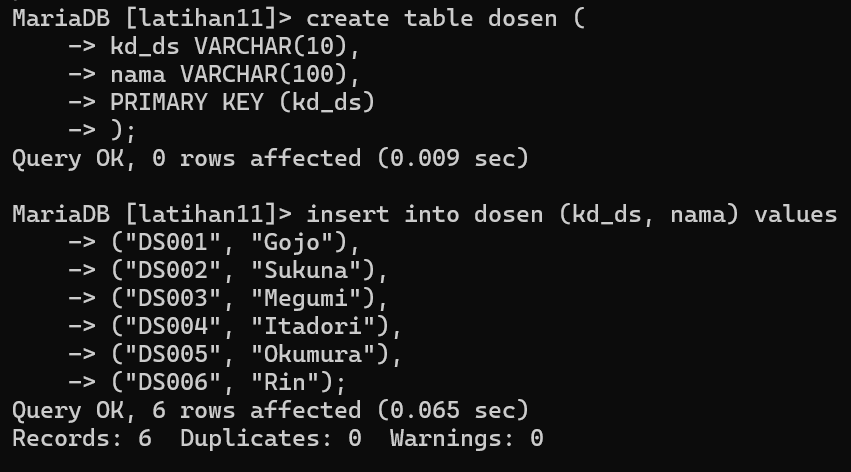 MariaDB [latihan11]> create table dosen (
    -> kd_ds VARCHAR(10),
    -> nama VARCHAR(100),
    -> PRIMARY KEY (kd_ds)
    -> );
Query OK, 0 rows affected (0.009 sec)

MariaDB [latihan11]> insert into dosen (kd_ds, nama) values
    -> ("DS001", "Gojo"),
    -> ("DS002", "Sukuna"),
    -> ("DS003", "Megumi"),
    -> ("DS004", "Itadori"),
    -> ("DS005", "Okumura"),
    -> ("DS006", "Rin");
Query OK, 6 rows affected (0.065 sec)
Records: 6  Duplicates: 0  Warnings: 0